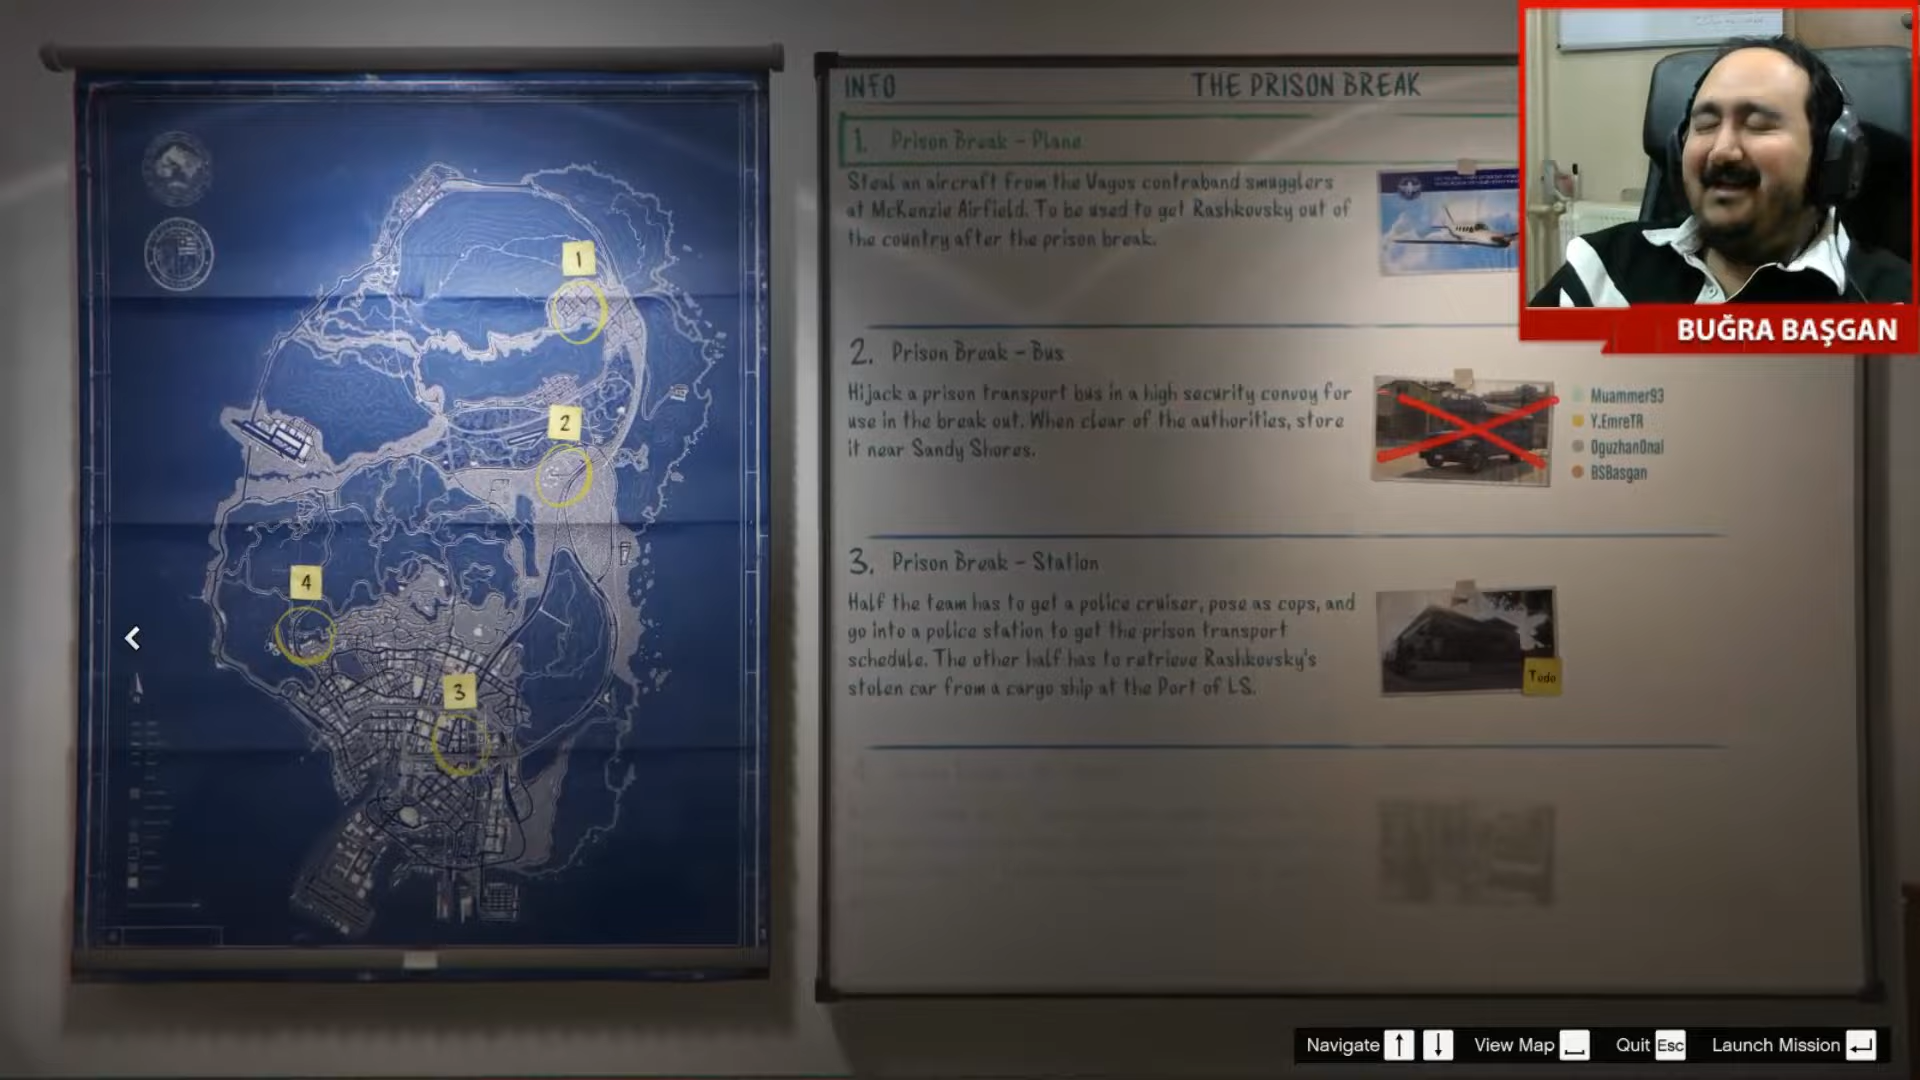 INFO
THE PRISON BREAK
1. Prison Break - Plane
Steal an aircraft from the Vagos contraband smugglers
at McKenzie Airfield. To be used to get Rashkovsky out of
the country after the prison break.
BUĞRA BAŞGAN
2. Prison Break - Bus
Hijack a prison transport bus in a high security convoy for
use in the break out. When clear of the authorities, store
it near Sandy Shores.
Muammer93
Y.EmreTR
OguzhanOnal
BSBasgan
3. Prison Break - Station
Half the team has to get a police cruiser, pose as cops, and
go into a police station to get the prison transport
schedule. The other half has to retrieve Rashkovsky's
stolen car from a cargo ship at the Port of LS.
Todo
1
2
4
3
Navigate ↑ ↓ View Map Quit Esc Launch Mission